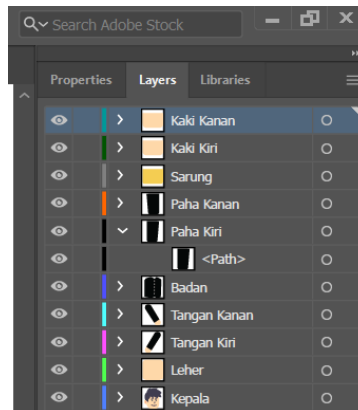 Search Adobe Stock
Properties Layers Libraries
Kaki Kanan
Kaki Kiri
Sarung
Paha Kanan
Paha Kiri
<Path>
Badan
Tangan Kanan
Tangan Kiri
Leher
Kepala